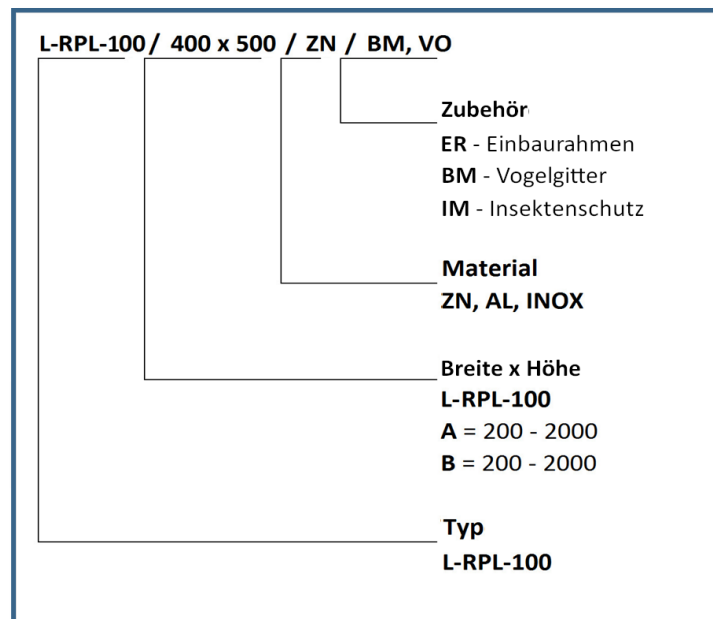 L-RPL-100 / 400 x 500 / ZN / BM, VO
Zubehör
ER - Einbaurahmen
BM - Vogelgitter
IM - Insektenschutz
Material
ZN, AL, INOX
Breite x Höhe
L-RPL-100
A = 200 - 2000
B = 200 - 2000
Typ
L-RPL-100